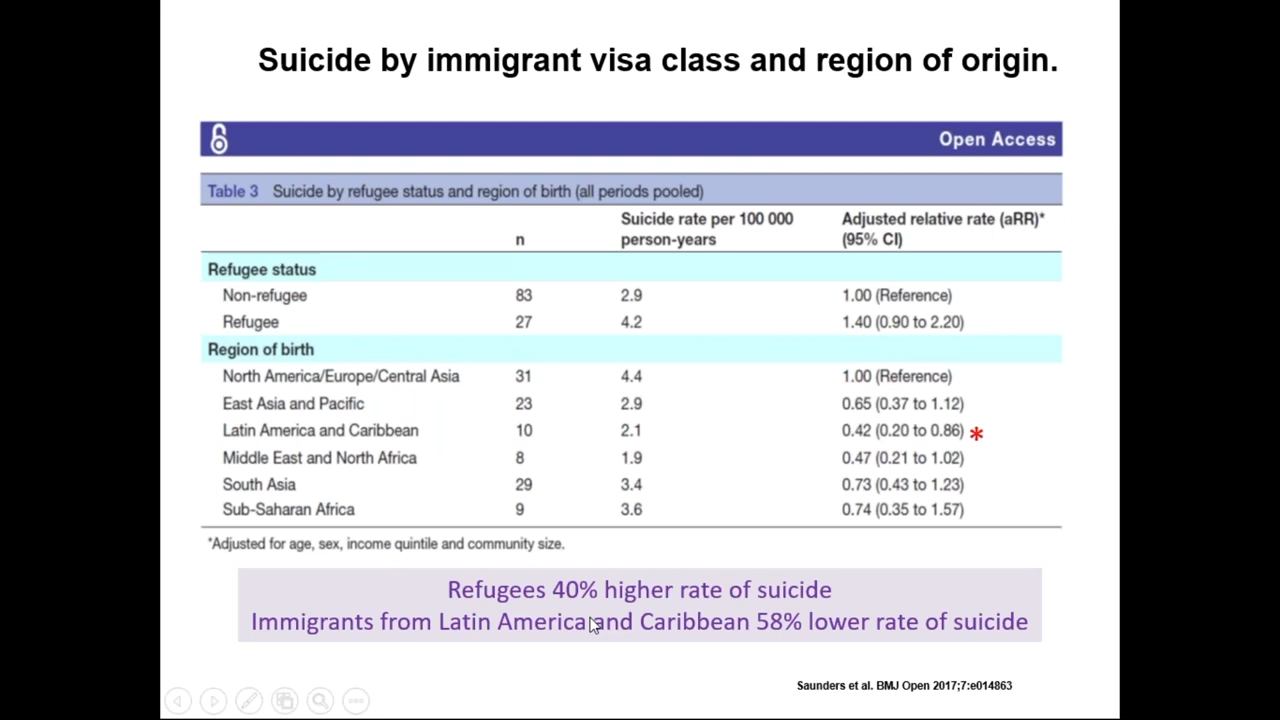 Suicide by immigrant visa class and region of origin.
Open Access
Table 3 Suicide by refugee status and region of birth (all periods pooled)
n Suicide rate per 100 000 person-years Adjusted relative rate (aRR)* (95% CI)
Refugee status
Non-refugee 83 2.9 1.00 (Reference)
Refugee 27 4.2 1.40 (0.90 to 2.20)
Region of birth
North America/Europe/Central Asia 31 4.4 1.00 (Reference)
East Asia and Pacific 23 2.9 0.65 (0.37 to 1.12)
Latin America and Caribbean 10 2.1 0.42 (0.20 to 0.86) *
Middle East and North Africa 8 1.9 0.47 (0.21 to 1.02)
South Asia 29 3.4 0.73 (0.43 to 1.23)
Sub-Saharan Africa 9 3.6 0.74 (0.35 to 1.57)
*Adjusted for age, sex, income quintile and community size.
Refugees 40% higher rate of suicide
Immigrants from Latin America and Caribbean 58% lower rate of suicide
Saunders et al. BMJ Open 2017;7:e014863